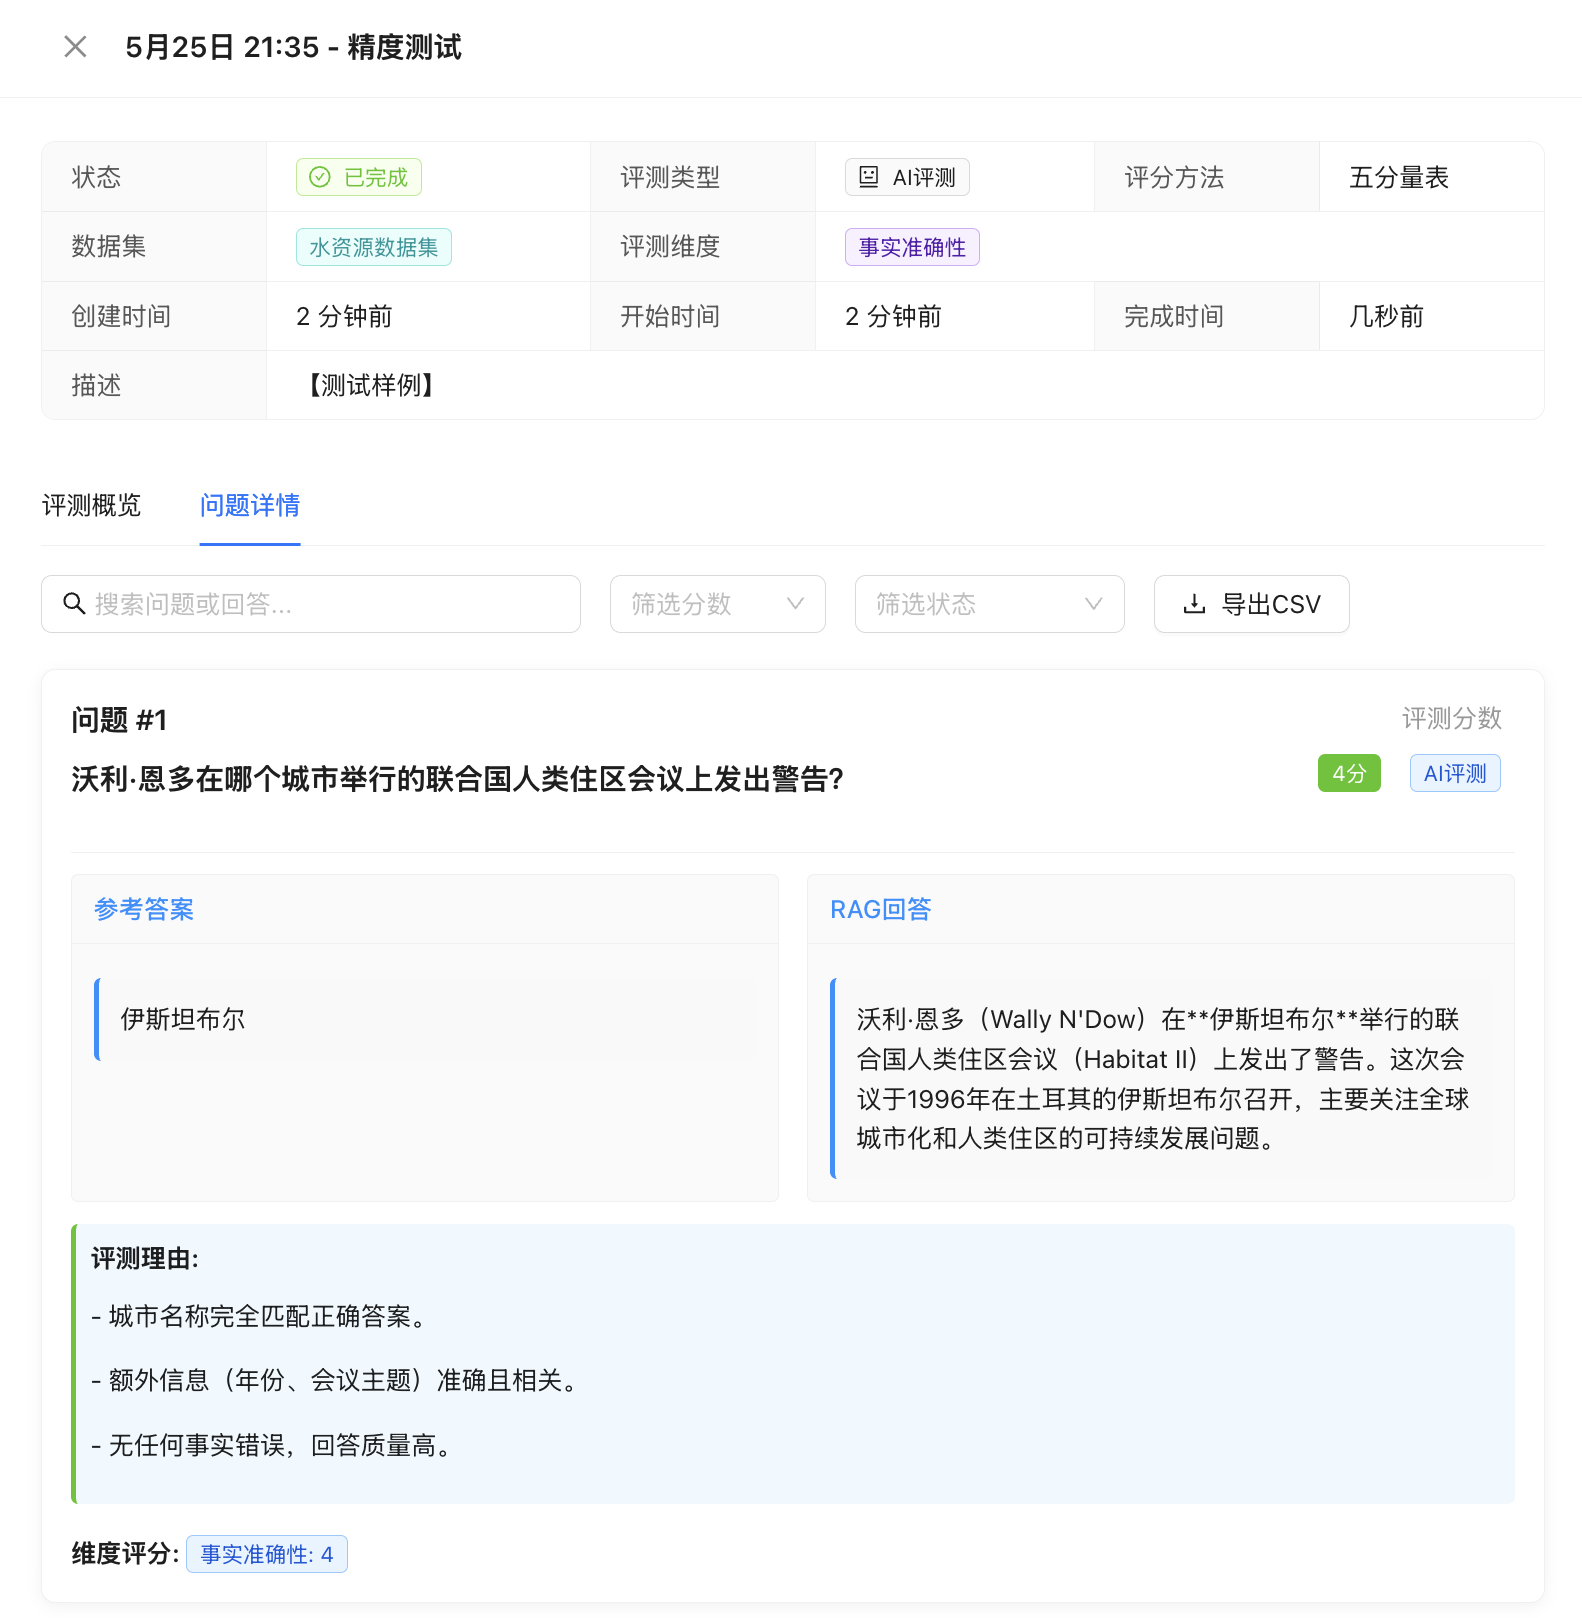 5月25日 21:35 - 精度测试
状态 已完成 评测类型 AI评测 评分方法 五分量表
数据集 水资源数据集 评测维度 事实准确性
创建时间 2 分钟前 开始时间 2 分钟前 完成时间 几秒前
描述 【测试样例】
评测概览 问题详情
搜索问题或回答... 筛选分数 筛选状态 导出CSV
问题 #1 评测分数
沃利·恩多在哪个城市举行的联合国人类住区会议上发出警告? 4分 AI评测
参考答案
伊斯坦布尔
RAG回答
沃利·恩多（Wally N'Dow）在**伊斯坦布尔**举行的联
合国人类住区会议（Habitat II）上发出了警告。这次会
议于1996年在土耳其的伊斯坦布尔召开，主要关注全球
城市化和人类住区的可持续发展问题。
评测理由:
- 城市名称完全匹配正确答案。
- 额外信息（年份、会议主题）准确且相关。
- 无任何事实错误，回答质量高。
维度评分: 事实准确性: 4